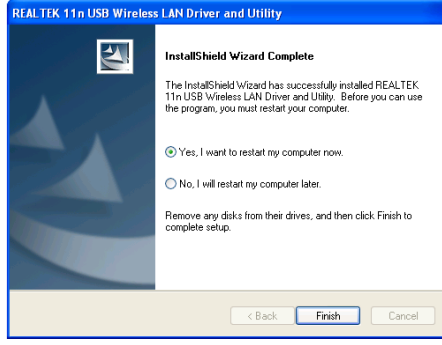 REALTEK 11n USB Wireless LAN Driver and Utility
InstallShield Wizard Complete
The InstallShield Wizard has successfully installed REALTEK
11n USB Wireless LAN Driver and Utility. Before you can use
the program, you must restart your computer.
Yes, I want to restart my computer now.
No, I will restart my computer later.
Remove any disks from their drives, and then click Finish to
complete setup.
< Back Finish Cancel